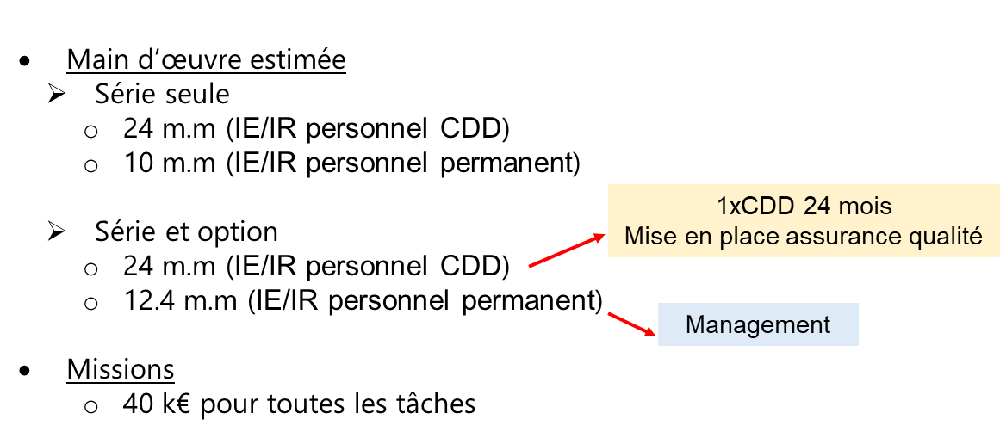 • Main d’œuvre estimée
➢ Série seule
o 24 m.m (IE/IR personnel CDD)
o 10 m.m (IE/IR personnel permanent)
➢ Série et option
o 24 m.m (IE/IR personnel CDD)
o 12.4 m.m (IE/IR personnel permanent)
1xCDD 24 mois
Mise en place assurance qualité
Management
• Missions
o 40 k€ pour toutes les tâches